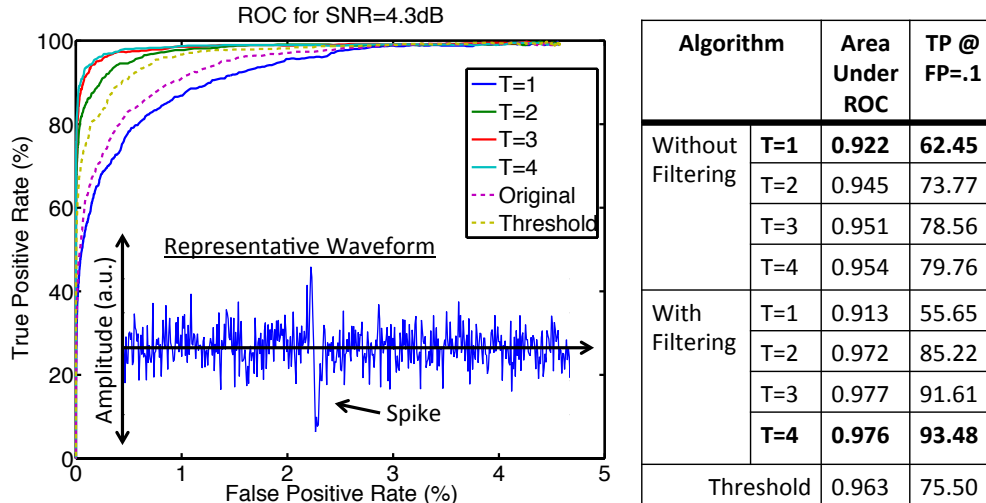 ROC for SNR=4.3dB
True Positive Rate (%)
100
80
60
40
20
0
0
1
2
3
4
5
False Positive Rate (%)
T=1
T=2
T=3
T=4
Original
Threshold
Representative Waveform
Amplitude (a.u.)
Spike
Algorithm Area Under ROC TP @ FP=.1
Without Filtering T=1 0.922 62.45
T=2 0.945 73.77
T=3 0.951 78.56
T=4 0.954 79.76
With Filtering T=1 0.913 55.65
T=2 0.972 85.22
T=3 0.977 91.61
T=4 0.976 93.48
Threshold 0.963 75.50